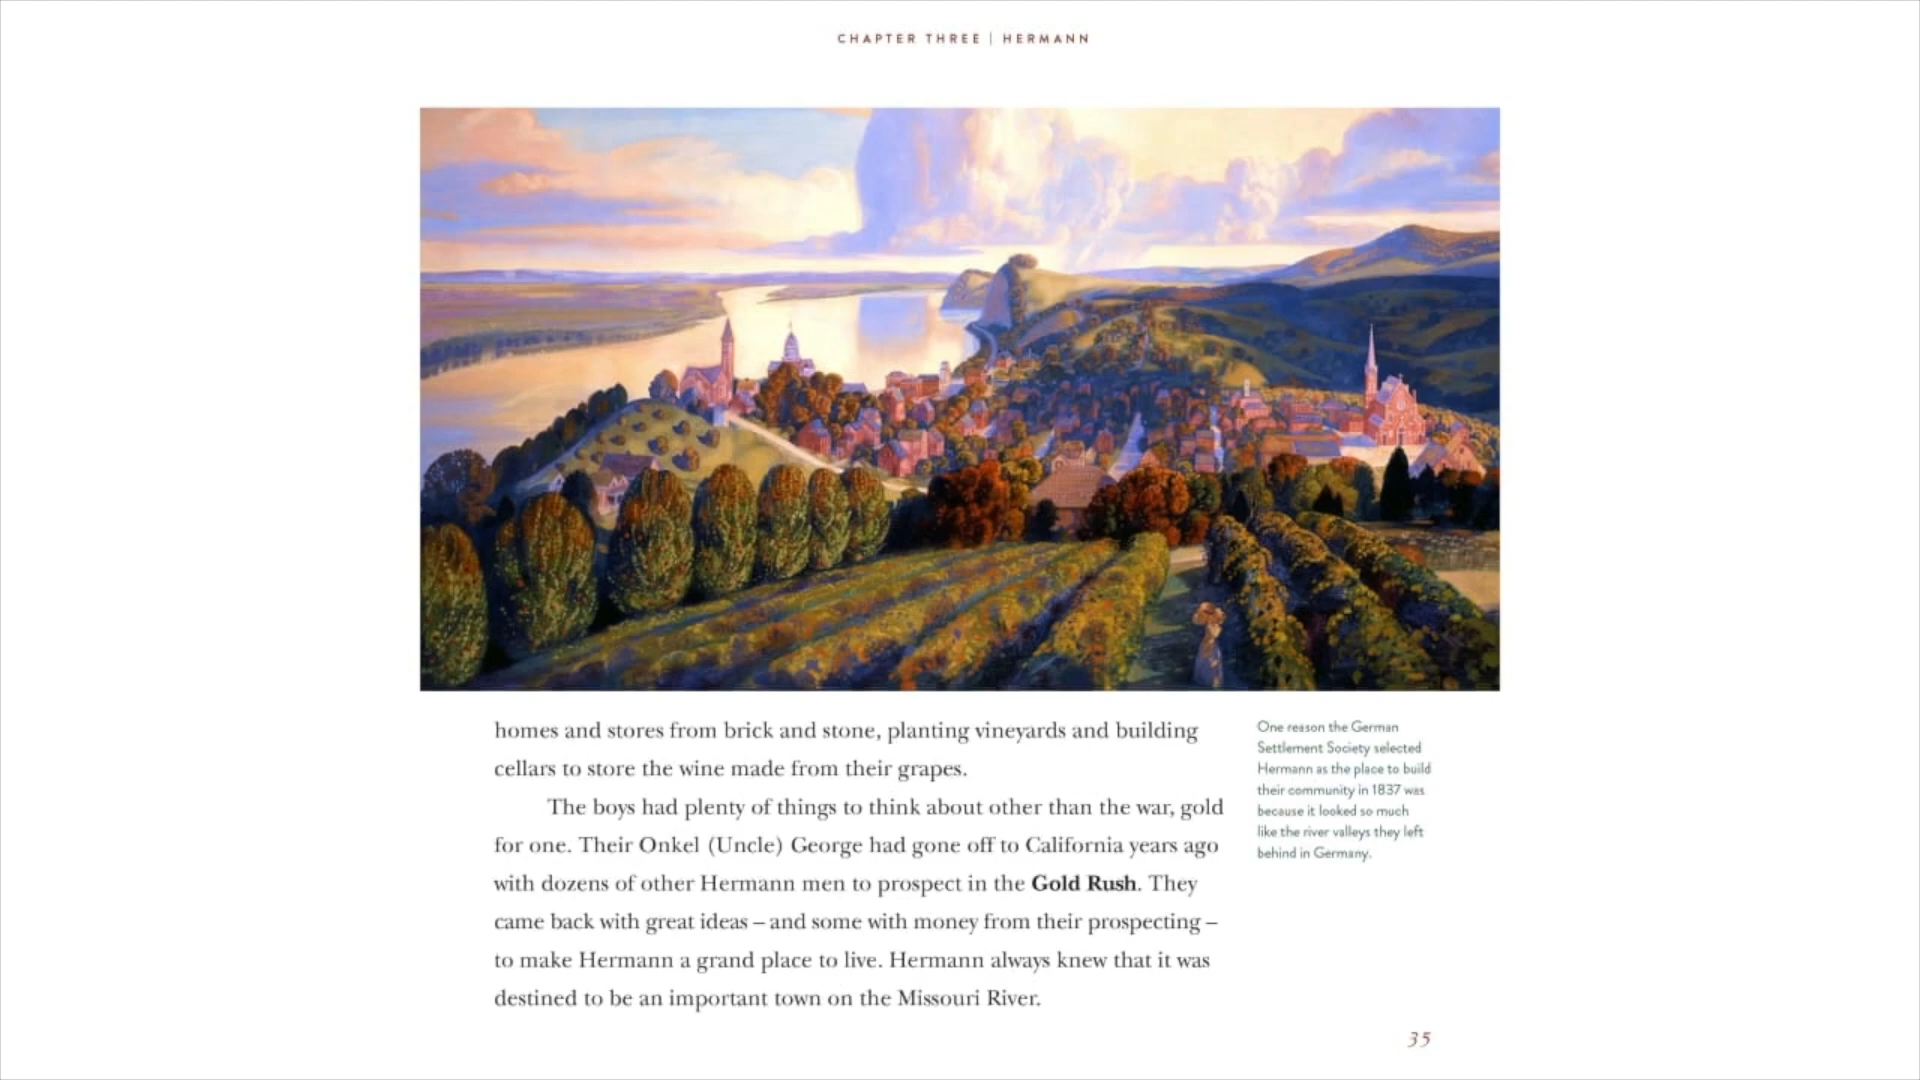 CHAPTER THREE | HERMANN
homes and stores from brick and stone, planting vineyards and building
cellars to store the wine made from their grapes.
The boys had plenty of things to think about other than the war, gold
for one. Their Onkel (Uncle) George had gone off to California years ago
with dozens of other Hermann men to prospect in the Gold Rush. They
came back with great ideas – and some with money from their prospecting –
to make Hermann a grand place to live. Hermann always knew that it was
destined to be an important town on the Missouri River.
One reason the German
Settlement Society selected
Hermann as the place to build
their community in 1837 was
because it looked so much
like the river valleys they left
behind in Germany.
35